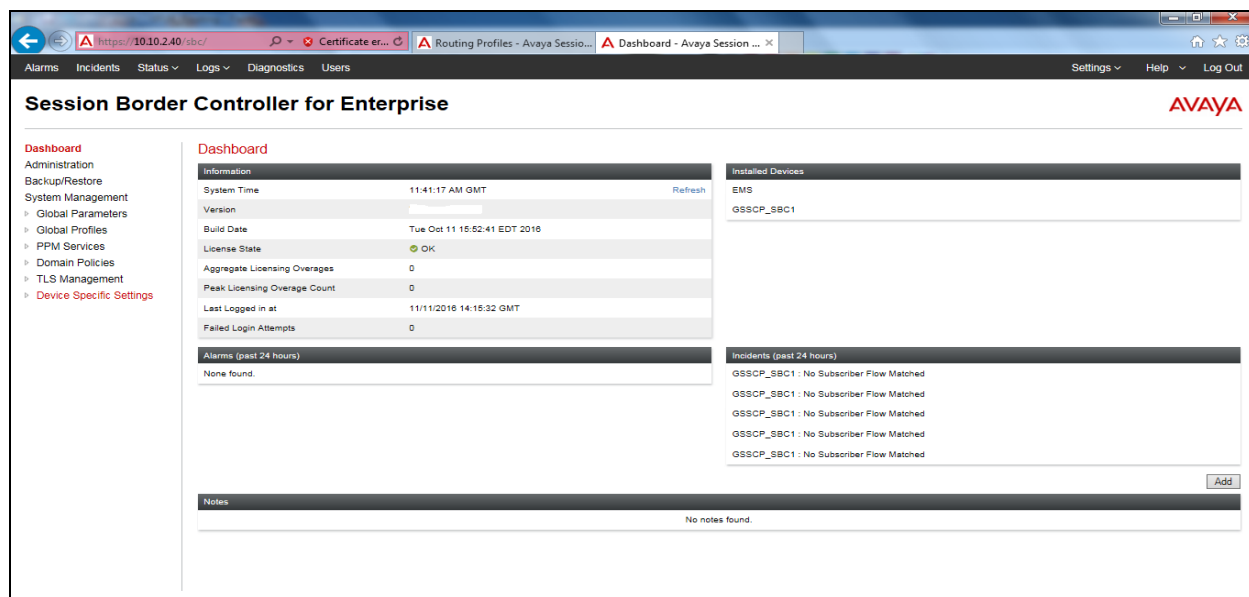 https://10.10.2.40/sbc/ Certificate er... Routing Profiles - Avaya Sessio... Dashboard - Avaya Session ...
Alarms Incidents Status Logs Diagnostics Users Settings Help Log Out
Session Border Controller for Enterprise
AVAYA
Dashboard
Administration
Backup/Restore
System Management
Global Parameters
Global Profiles
PPM Services
Domain Policies
TLS Management
Device Specific Settings
Dashboard
Information
System Time 11:41:17 AM GMT Refresh
Version
Build Date Tue Oct 11 15:52:41 EDT 2016
License State OK
Aggregate Licensing Overages 0
Peak Licensing Overage Count 0
Last Logged in at 11/11/2016 14:15:32 GMT
Failed Login Attempts 0
Installed Devices
EMS
GSSCP_SBC1
Alarms (past 24 hours)
None found.
Incidents (past 24 hours)
GSSCP_SBC1 : No Subscriber Flow Matched
GSSCP_SBC1 : No Subscriber Flow Matched
GSSCP_SBC1 : No Subscriber Flow Matched
GSSCP_SBC1 : No Subscriber Flow Matched
GSSCP_SBC1 : No Subscriber Flow Matched
Add
Notes
No notes found.